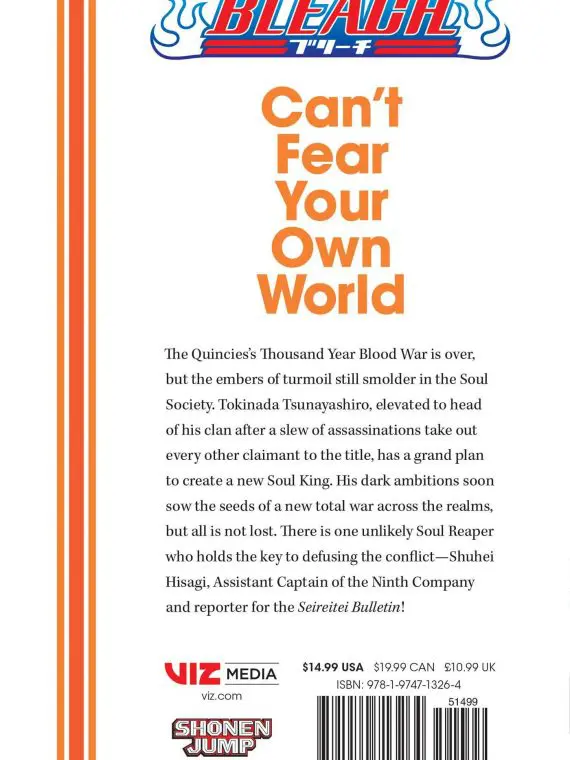 BLEACH
ブリーチ
Can't
Fear
Your
Own
World
The Quincies's Thousand Year Blood War is over,
but the embers of turmoil still smolder in the Soul
Society. Tokinada Tsunayashiro, elevated to head
of his clan after a slew of assassinations take out
every other claimant to the title, has a grand plan
to create a new Soul King. His dark ambitions soon
sow the seeds of a new total war across the realms,
but all is not lost. There is one unlikely Soul Reaper
who holds the key to defusing the conflict—Shuhei
Hisagi, Assistant Captain of the Ninth Company
and reporter for the Seireitei Bulletin!
VIZ MEDIA
viz.com
$14.99 USA $19.99 CAN £10.99 UK
ISBN: 978-1-9747-1326-4
51499
SHONEN
JUMP